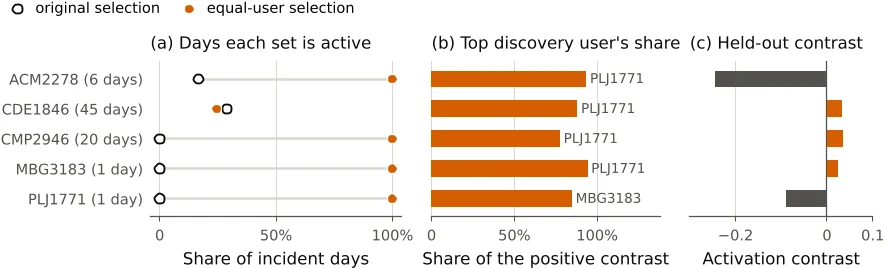 original selection equal-user selection
(a) Days each set is active (b) Top discovery user's share (c) Held-out contrast
ACM2278 (6 days) PLJ1771
CDE1846 (45 days) PLJ1771
CMP2946 (20 days) PLJ1771
MBG3183 (1 day) PLJ1771
PLJ1771 (1 day) MBG3183
0 50% 100% 0 50% 100% −0.2 0 0.1
Share of incident days Share of the positive contrast Activation contrast